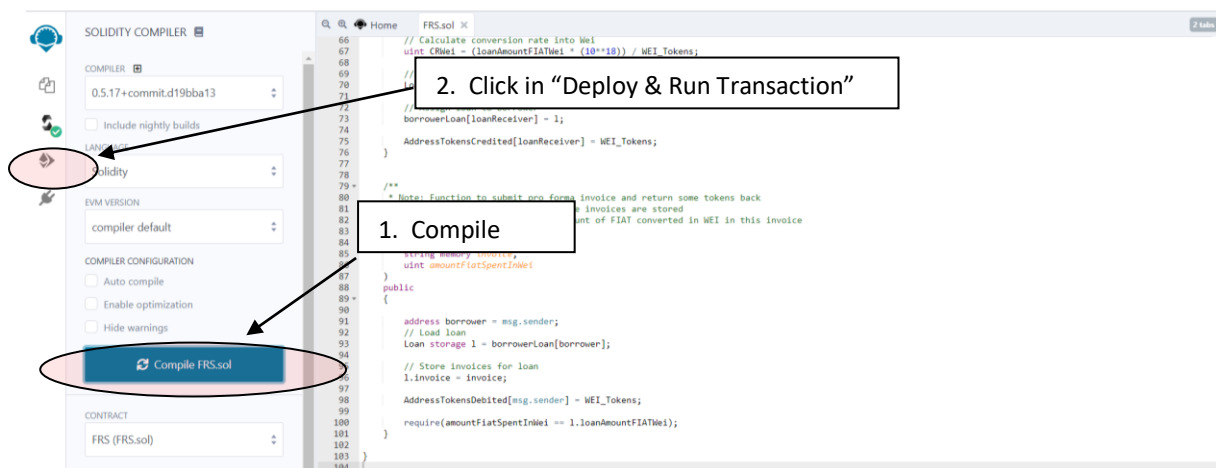 SOLIDITY COMPILER
COMPILER
0.5.17+commit.d19bba13
Include nightly builds
LANGUAGE
Solidity
EVM VERSION
compiler default
COMPILER CONFIGURATION
Auto compile
Enable optimization
Hide warnings
Compile FRS.sol
CONTRACT
FRS (FRS.sol)
Home FRS.sol
2 tabs
2. Click in “Deploy & Run Transaction”
1. Compile
66 // Calculate conversion rate into Wei
67 uint CRWei = (loanAmountFIATWei * (10**18)) / WEI_Tokens;
68
69 //
70
71
72
73 borrowerLoan[loanReceiver] = l;
74
75 AddressTokensCredited[loanReceiver] = WEI_Tokens;
76 }
77
78
79 /**
80 * Note: Function to submit pro forma invoice and return some tokens back
81 e invoices are stored
82 unt of FIAT converted in WEI in this invoice
83
84
85 string memory invoice,
86 uint amountFiatSpentInWei
87 )
88 public
89 {
90
91 address borrower = msg.sender;
92 // Load loan
93 Loan storage l = borrowerLoan[borrower];
94
95 // Store invoices for loan
96 l.invoice = invoice;
97
98 AddressTokensDebited[msg.sender] = WEI_Tokens;
99
100 require(amountFiatSpentInWei == l.loanAmountFIATWei);
101 }
102
103 }
104